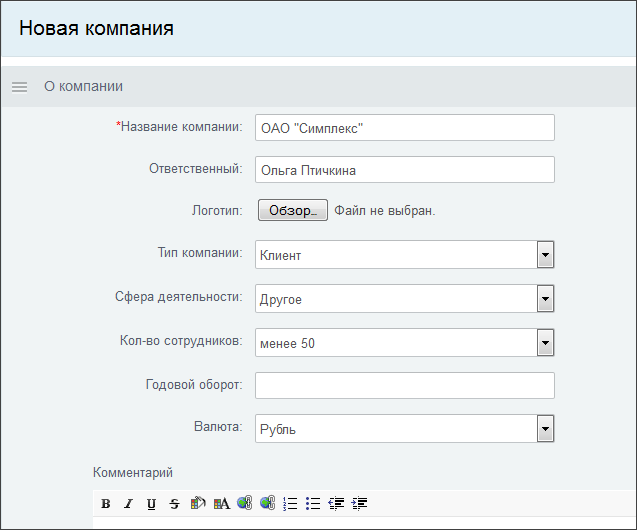 Новая компания
О компании
*Название компании: ОАО "Симплекс"
Ответственный: Ольга Птичкина
Логотип: Обзор... Файл не выбран.
Тип компании: Клиент
Сфера деятельности: Другое
Кол-во сотрудников: менее 50
Годовой оборот:
Валюта: Рубль
Комментарий
B I U S A